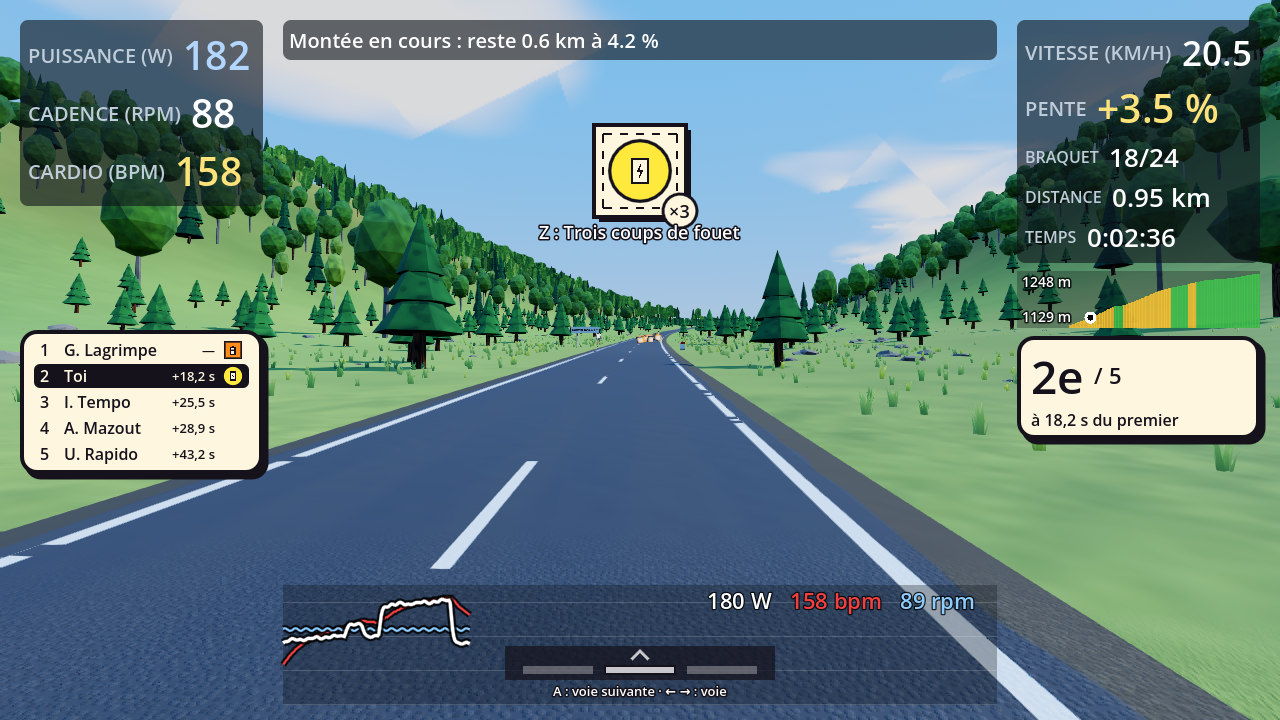 PUISSANCE (W) 182
CADENCE (RPM) 88
CARDIO (BPM) 158
Montée en cours : reste 0.6 km à 4.2 %
×3
Z : Trois coups de fouet
VITESSE (KM/H) 20.5
PENTE +3.5 %
BRAQUET 18/24
DISTANCE 0.95 km
TEMPS 0:02:36
1248 m
1129 m
1 G. Lagrimpe —
2 Toi +18,2 s
3 I. Tempo +25,5 s
4 A. Mazout +28,9 s
5 U. Rapido +43,2 s
2e / 5
à 18,2 s du premier
180 W 158 bpm 89 rpm
A : voie suivante · ← → : voie